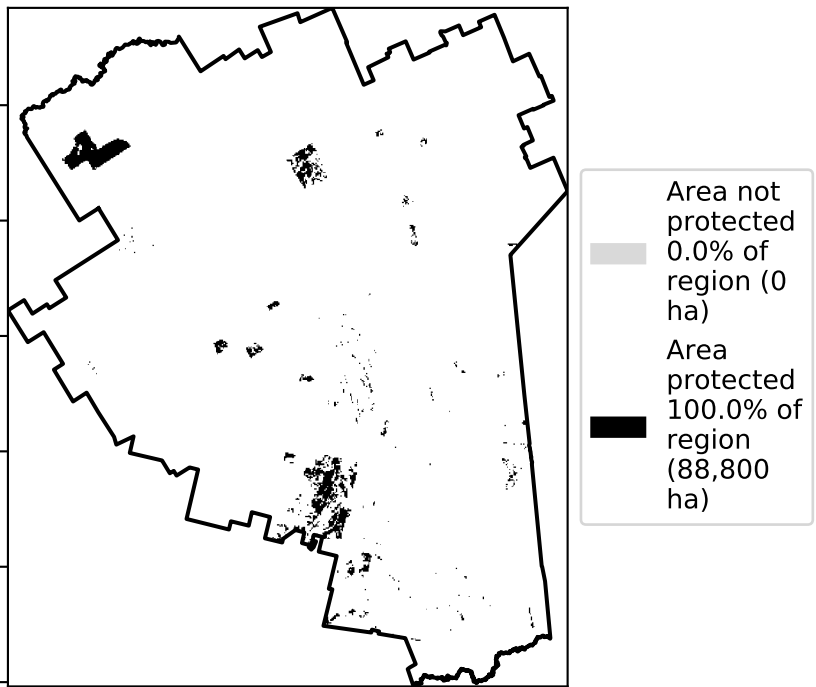 Area not
protected
0.0% of
region (0
ha)
Area
protected
100.0% of
region
(88,800
ha)